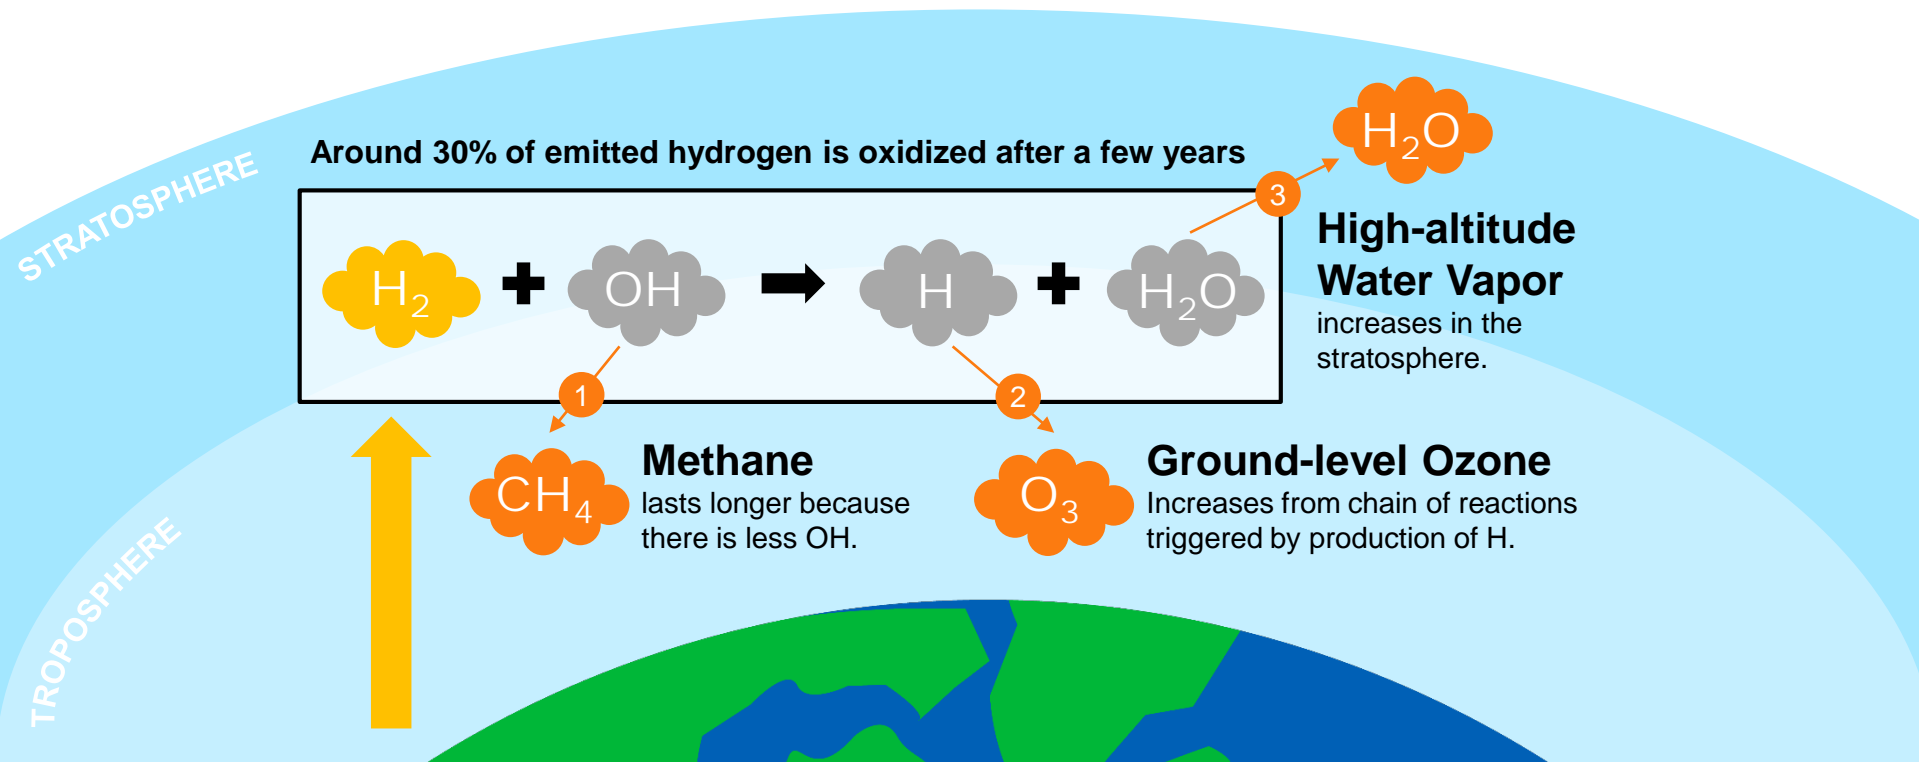 STRATOSPHERE
TROPOSPHERE
Around 30% of emitted hydrogen is oxidized after a few years
H₂ + OH → H + H₂O
1
2
3
H₂O
High-altitude
Water Vapor
increases in the
stratosphere.
CH₄
Methane
lasts longer because
there is less OH.
O₃
Ground-level Ozone
Increases from chain of reactions
triggered by production of H.